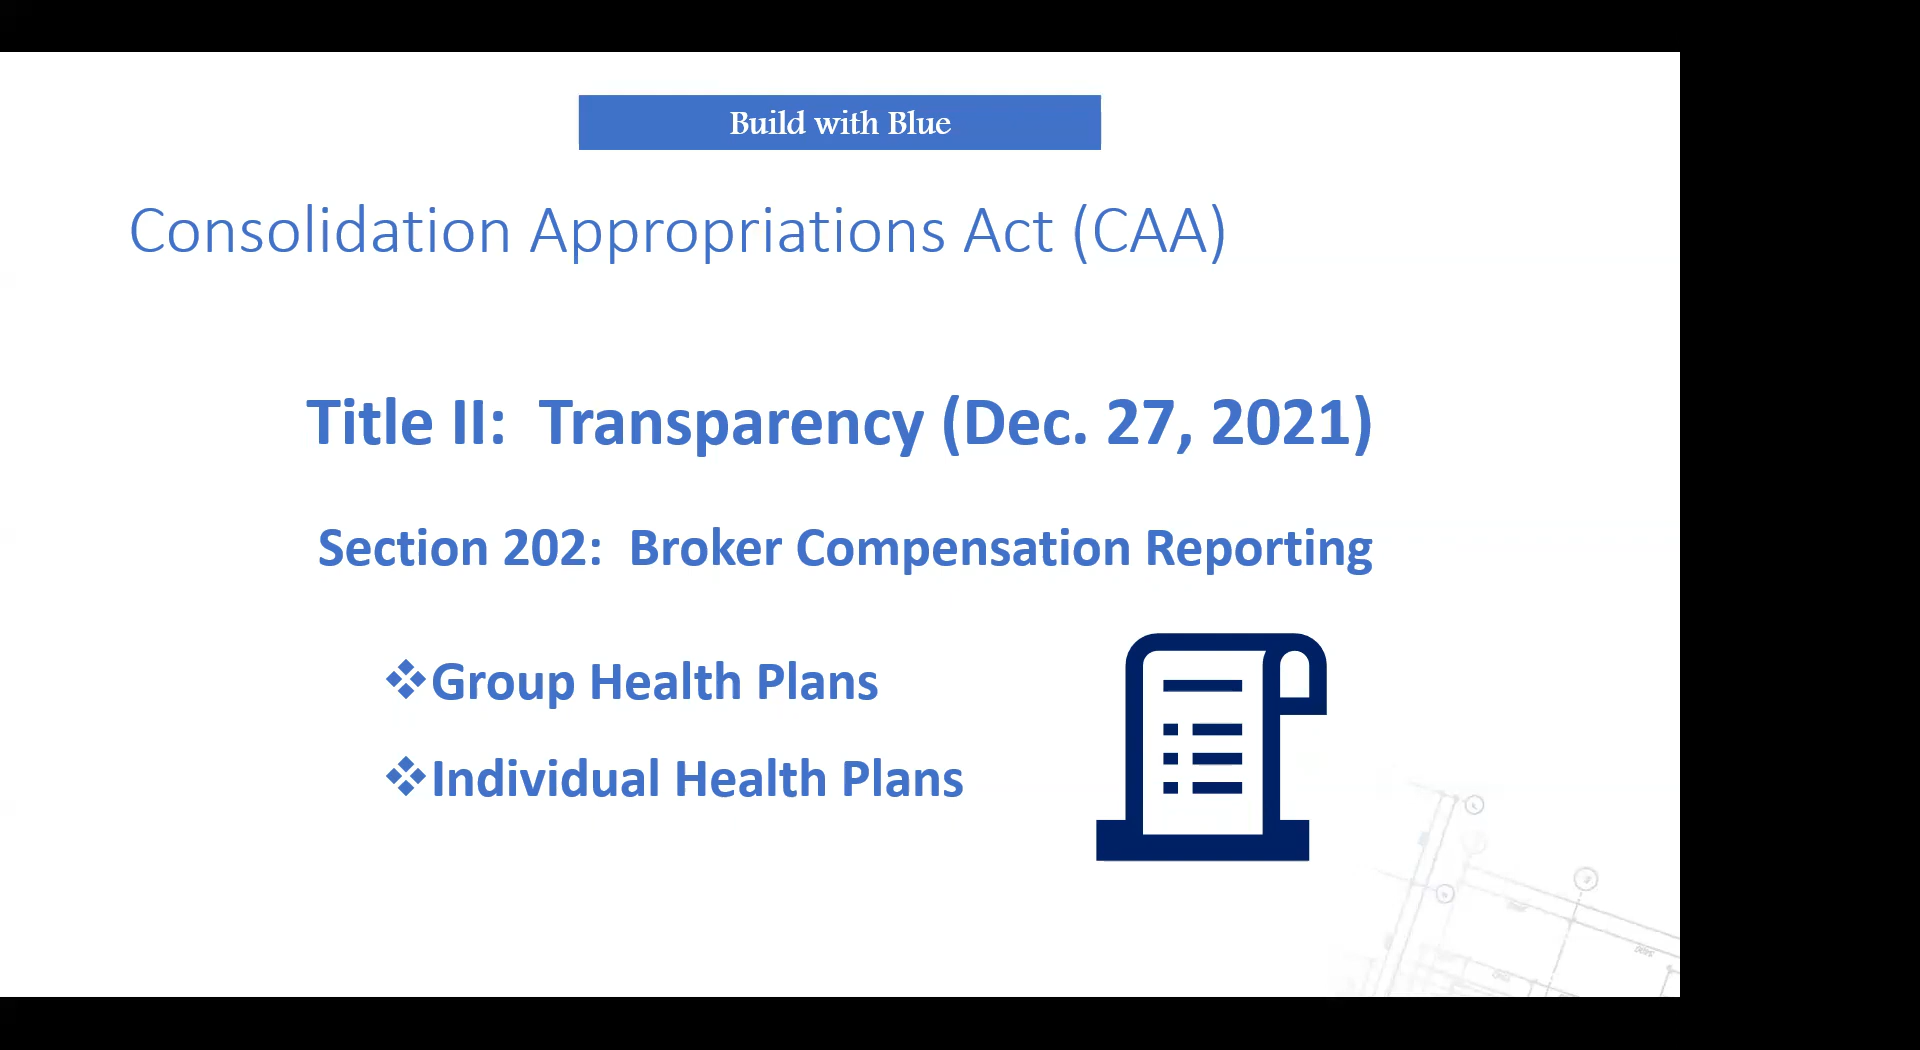 Build with Blue
Consolidation Appropriations Act (CAA)
Title II: Transparency (Dec. 27, 2021)
Section 202: Broker Compensation Reporting
❖Group Health Plans
❖Individual Health Plans